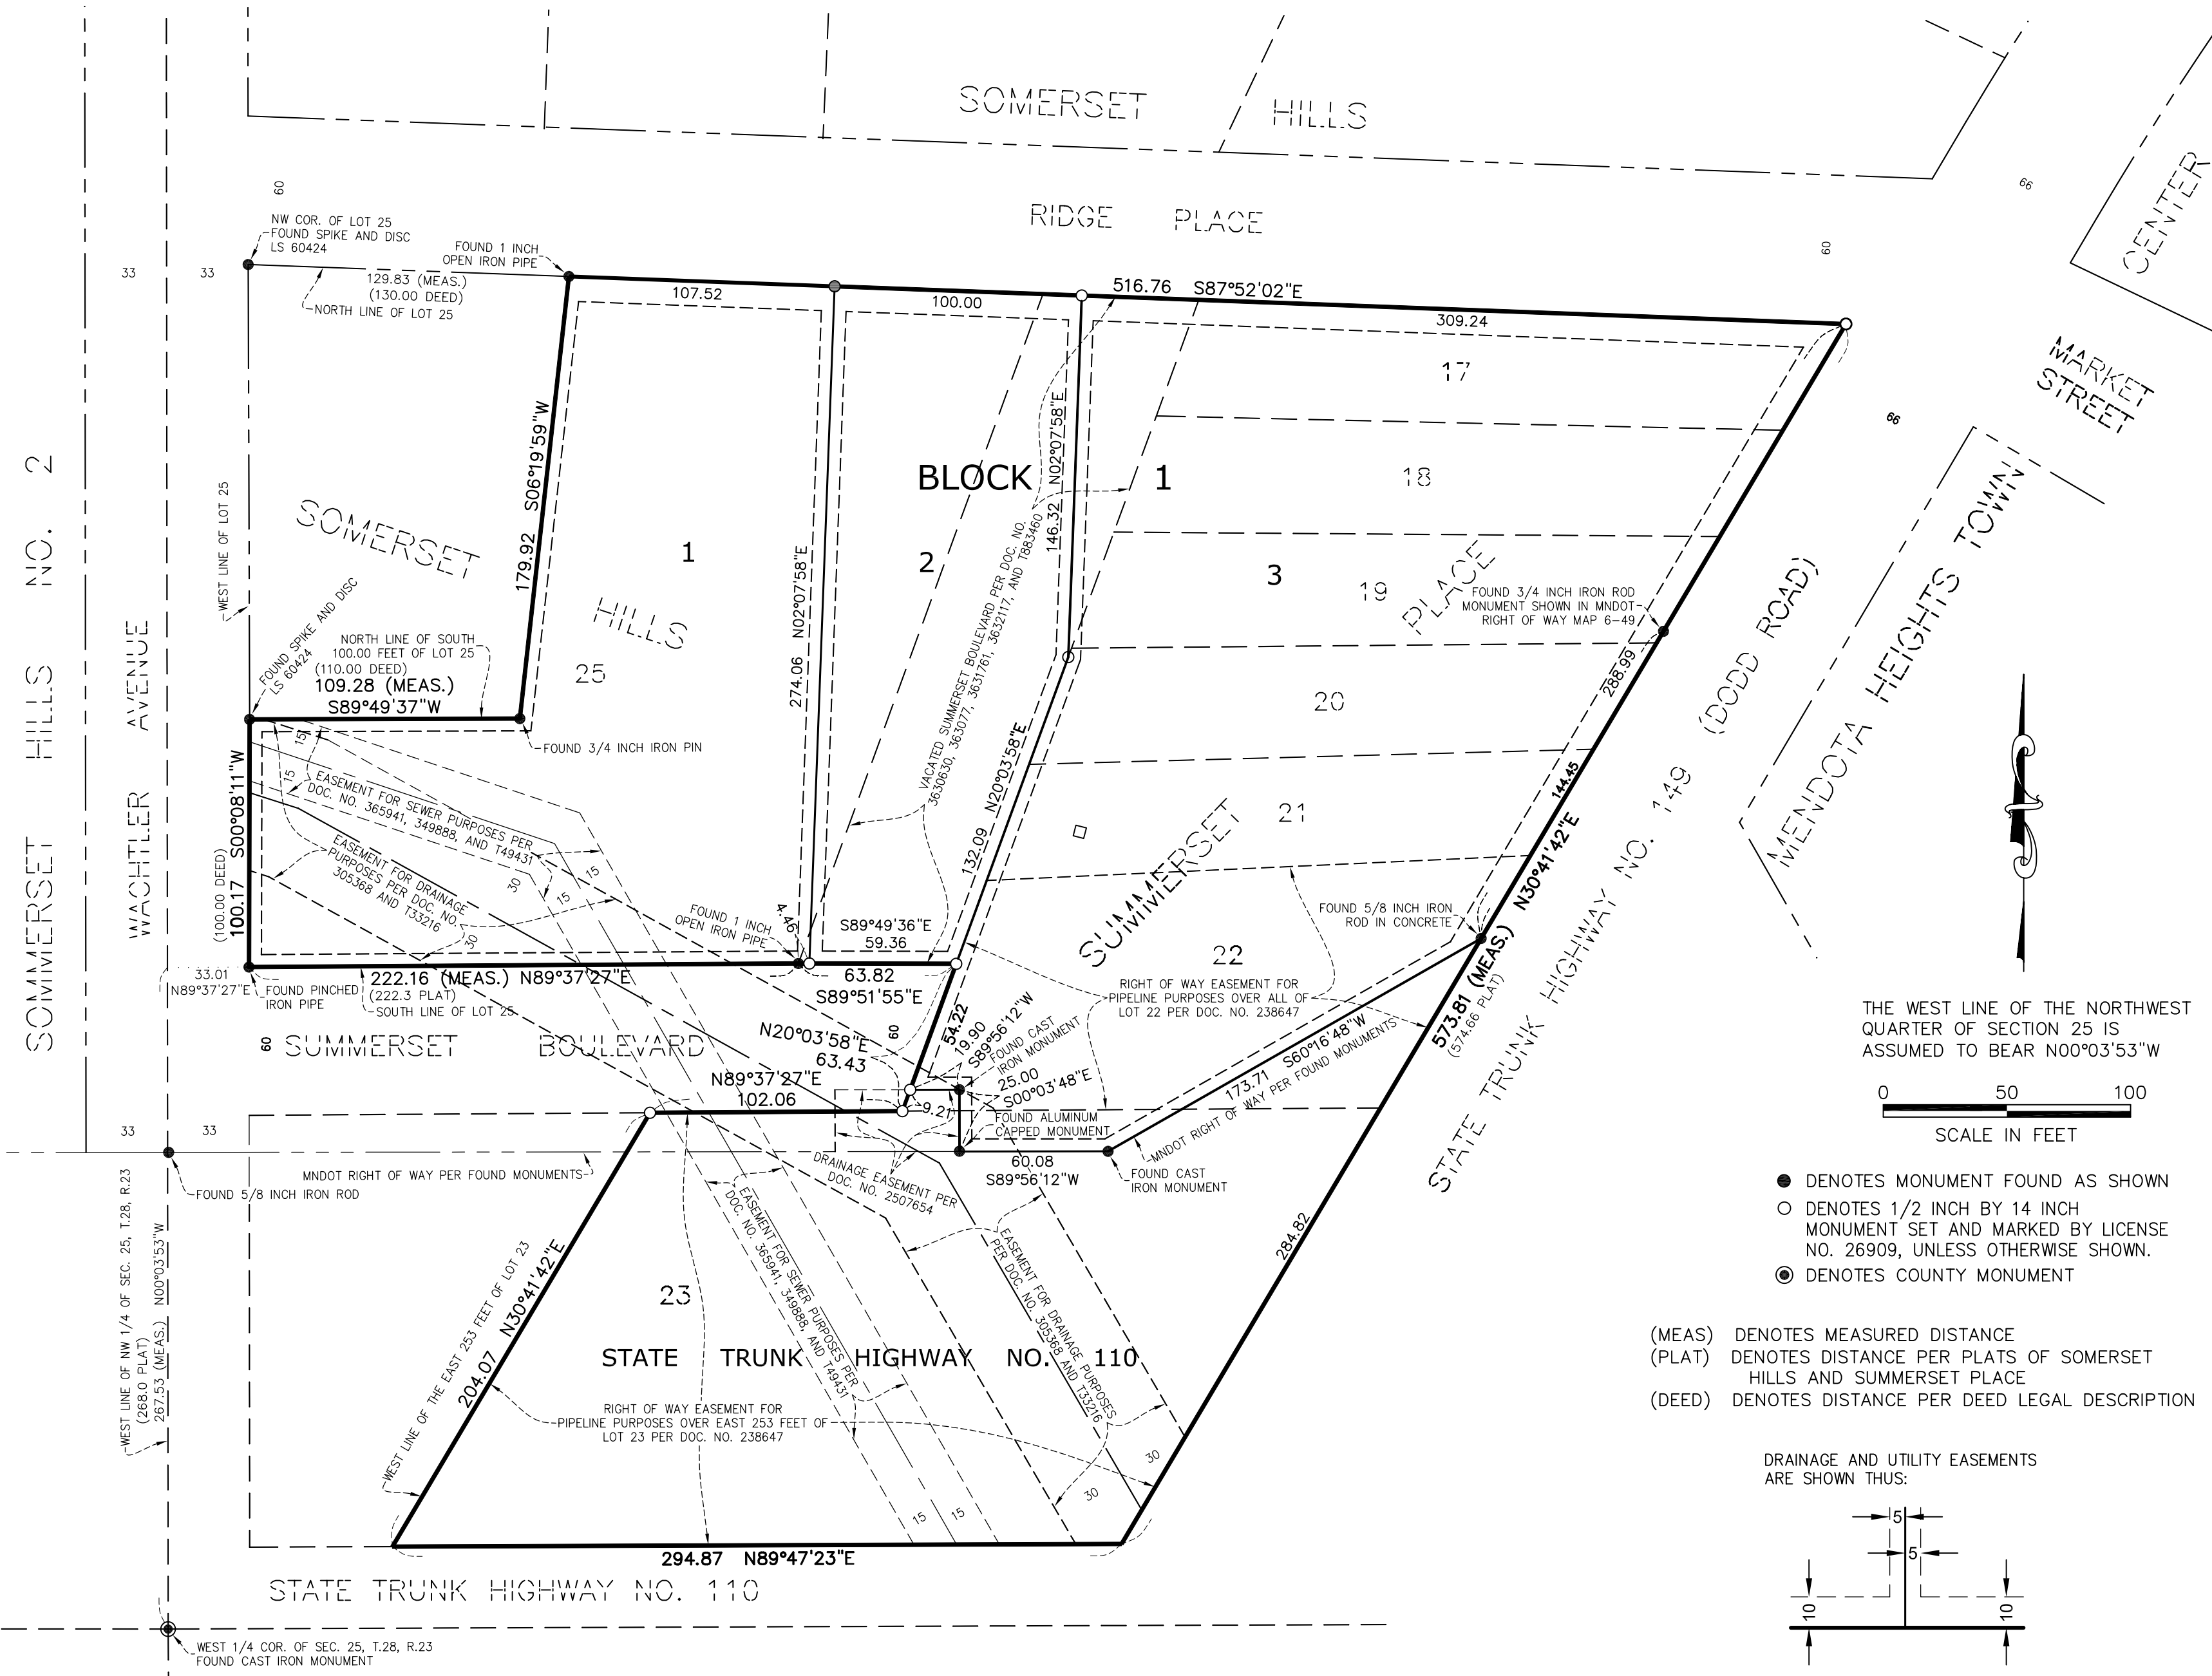 SOMERSET HILLS
CENTER
60
66
NW COR. OF LOT 25
FOUND SPIKE AND DISC
LS 60424
FOUND 1 INCH
OPEN IRON PIPE
RIDGE PLACE
60
33
33
129.83 (MEAS.)
(130.00 DEED)
NORTH LINE OF LOT 25
107.52
100.00
516.76 S87°52'02"E
309.24
MARKET
STREET
66
17
18
19
20
21
22
BLOCK 1
1
2
3
SOMERSET
HILLS
25
179.92 S06°19'59"W
274.06 N02°07'58"E
146.32 N02°07'58"E
132.09 N20°03'58"E
VACATED SUMMERSET BOULEVARD PER DOC. NO.
3630630, 363077, 3631761, 3632117, AND T883460
SUMMERSET
PLACE
FOUND 3/4 INCH IRON ROD
MONUMENT SHOWN IN MNDOT
RIGHT OF WAY MAP 6-49
288.99
144.45
N30°41'42"E
573.81 (MEAS.)
(574.66 PLAT)
284.82
STATE TRUNK HIGHWAY NO. 149 (DODD ROAD)
MENDOTA HEIGHTS TOWN
SOMMERSET HILLS NO. 2
WACHTLER AVENUE
WEST LINE OF LOT 25
FOUND SPIKE AND DISC
LS 60424
NORTH LINE OF SOUTH
100.00 FEET OF LOT 25
(110.00 DEED)
109.28 (MEAS.)
S89°49'37"W
FOUND 3/4 INCH IRON PIN
15
15
EASEMENT FOR SEWER PURPOSES PER
DOC. NO. 365941, 349888, AND T49431
EASEMENT FOR DRAINAGE
PURPOSES PER DOC. NO.
305368 AND T33216
30
15
15
30
(100.00 DEED)
100.17 S00°08'11"W
FOUND 1 INCH
OPEN IRON PIPE
4.46
S89°49'36"E
59.36
FOUND 5/8 INCH IRON
ROD IN CONCRETE
33.01
N89°37'27"E
FOUND PINCHED
IRON PIPE
222.16 (MEAS.) N89°37'27"E
(222.3 PLAT)
SOUTH LINE OF LOT 25
63.82
S89°51'55"E
RIGHT OF WAY EASEMENT FOR
PIPELINE PURPOSES OVER ALL OF
LOT 22 PER DOC. NO. 238647
60
SUMMERSET BOULEVARD
60
N20°03'58"E
63.43
54.22
19.90
S89°56'12"W
FOUND CAST
IRON MONUMENT
25.00
S00°03'48"E
N89°37'27"E
102.06
9.21
FOUND ALUMINUM
CAPPED MONUMENT
173.71 S60°16'48"W
MNDOT RIGHT OF WAY PER FOUND MONUMENTS
60.08
S89°56'12"W
FOUND CAST
IRON MONUMENT
33
33
MNDOT RIGHT OF WAY PER FOUND MONUMENTS
FOUND 5/8 INCH IRON ROD
DRAINAGE EASEMENT PER
DOC. NO. 2507654
WEST LINE OF NW 1/4 OF SEC. 25, T.28, R.23
(268.0 PLAT)
267.53 (MEAS.) N00°03'53"W
WEST LINE OF THE EAST 253 FEET OF LOT 23
204.07 N30°41'42"E
EASEMENT FOR SEWER PURPOSES PER
DOC. NO. 365941, 349888, AND T49431
EASEMENT FOR DRAINAGE PURPOSES
PER DOC. NO. 305368 AND T33216
23
STATE TRUNK HIGHWAY NO. 110
RIGHT OF WAY EASEMENT FOR
PIPELINE PURPOSES OVER EAST 253 FEET OF
LOT 23 PER DOC. NO. 238647
30
30
15
15
294.87 N89°47'23"E
STATE TRUNK HIGHWAY NO. 110
WEST 1/4 COR. OF SEC. 25, T.28, R.23
FOUND CAST IRON MONUMENT
THE WEST LINE OF THE NORTHWEST
QUARTER OF SECTION 25 IS
ASSUMED TO BEAR N00°03'53"W
0 50 100
SCALE IN FEET
DENOTES MONUMENT FOUND AS SHOWN
DENOTES 1/2 INCH BY 14 INCH
MONUMENT SET AND MARKED BY LICENSE
NO. 26909, UNLESS OTHERWISE SHOWN.
DENOTES COUNTY MONUMENT
(MEAS) DENOTES MEASURED DISTANCE
(PLAT) DENOTES DISTANCE PER PLATS OF SOMERSET
HILLS AND SUMMERSET PLACE
(DEED) DENOTES DISTANCE PER DEED LEGAL DESCRIPTION
DRAINAGE AND UTILITY EASEMENTS
ARE SHOWN THUS:
5
5
10
10